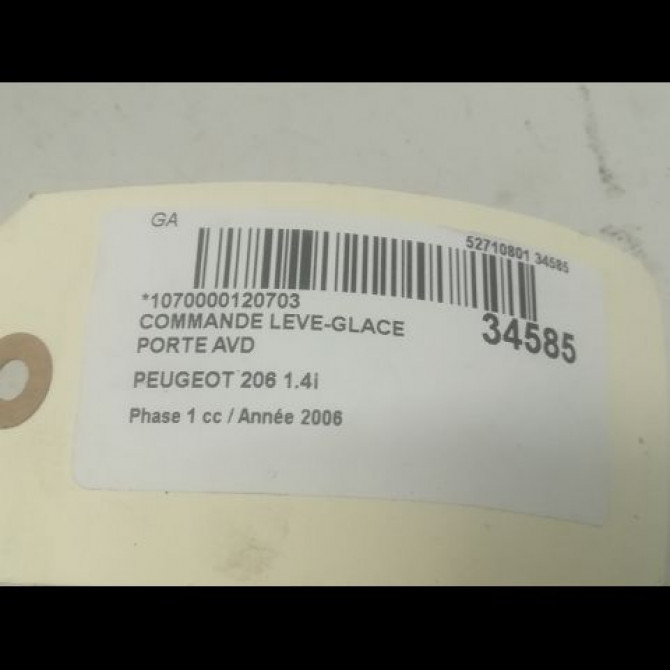 GA
52710801 34585
*1070000120703
COMMANDE LEVE-GLACE
34585
PORTE AVD
PEUGEOT 206 1.4i
Phase 1 cc / Année 2006